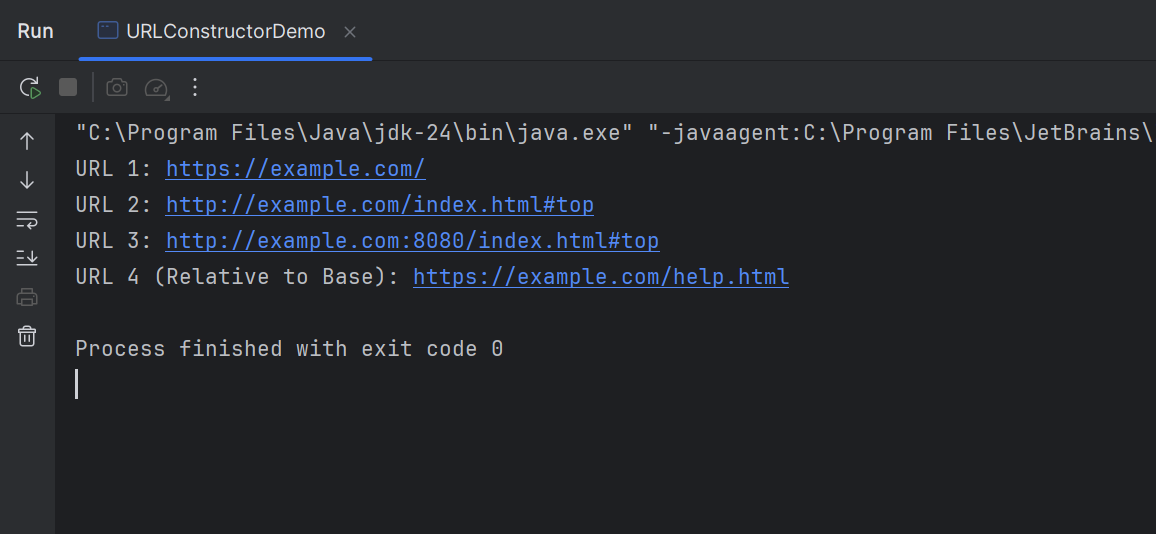 Run
URLConstructorDemo
"C:\Program Files\Java\jdk-24\bin\java.exe" "-javaagent:C:\Program Files\JetBrains\
URL 1: https://example.com/
URL 2: http://example.com/index.html#top
URL 3: http://example.com:8080/index.html#top
URL 4 (Relative to Base): https://example.com/help.html
Process finished with exit code 0